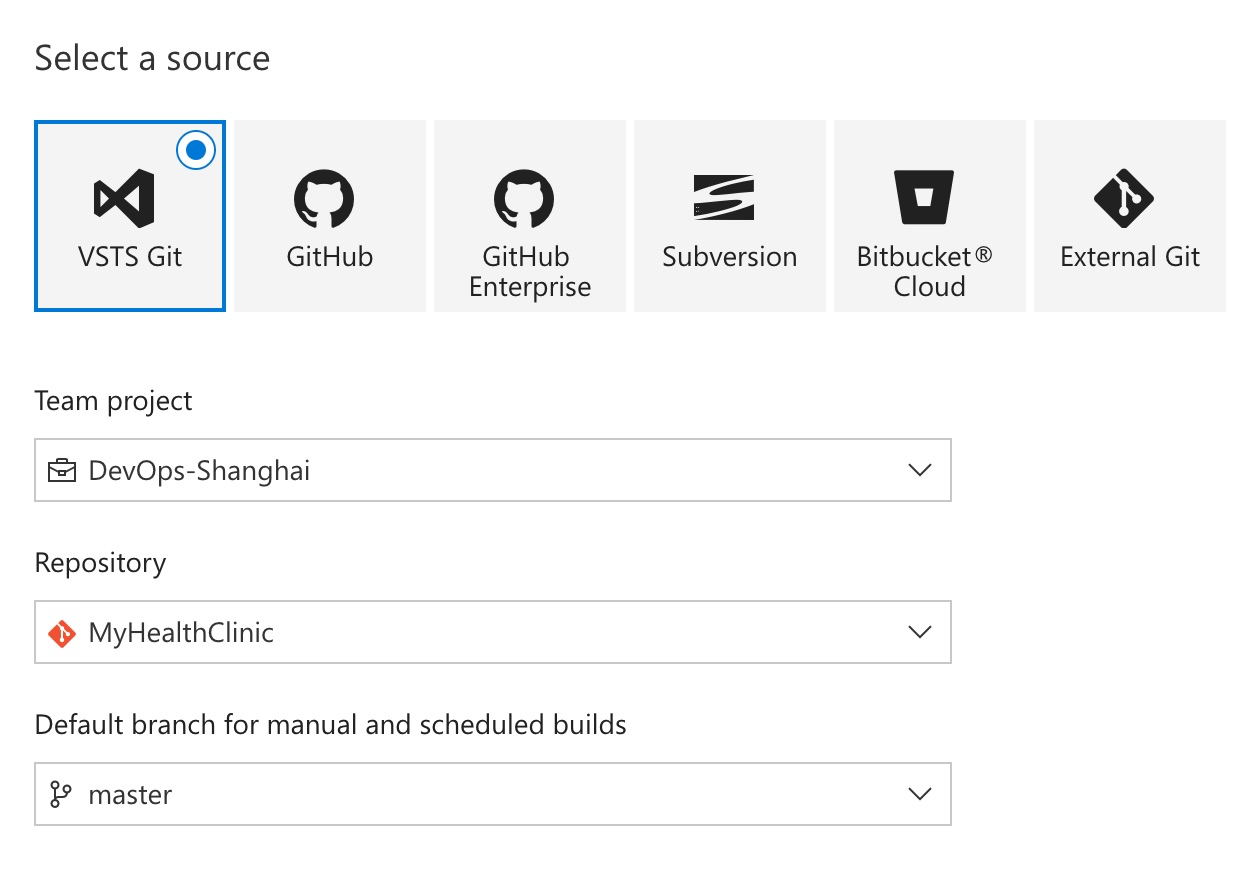 Select a source
VSTS Git
GitHub
GitHub
Enterprise
Subversion
Bitbucket®
Cloud
External Git
Team project
DevOps-Shanghai
Repository
MyHealthClinic
Default branch for manual and scheduled builds
master